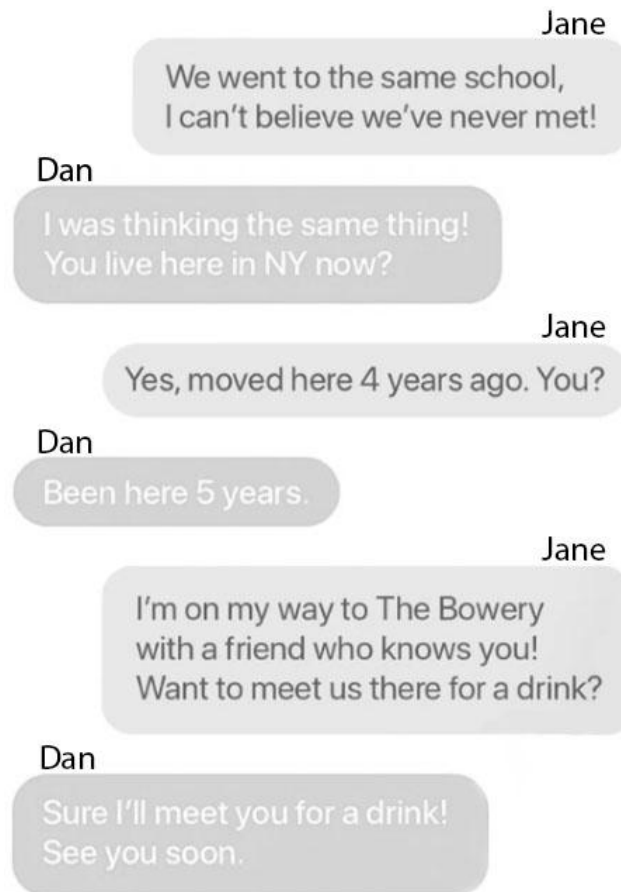 Jane
We went to the same school,
I can't believe we've never met!
Dan
I was thinking the same thing!
You live here in NY now?
Jane
Yes, moved here 4 years ago. You?
Dan
Been here 5 years.
Jane
I'm on my way to The Bowery
with a friend who knows you!
Want to meet us there for a drink?
Dan
Sure I'll meet you for a drink!
See you soon.